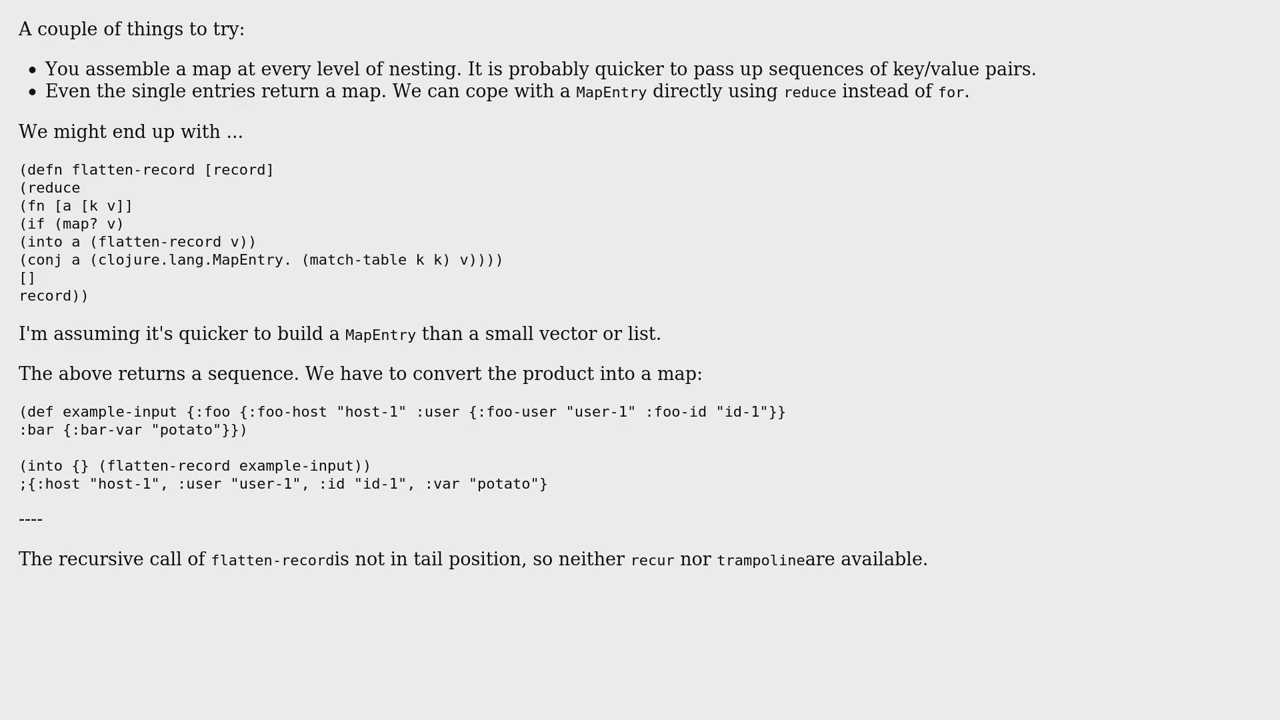 A couple of things to try:
• You assemble a map at every level of nesting. It is probably quicker to pass up sequences of key/value pairs.
• Even the single entries return a map. We can cope with a MapEntry directly using reduce instead of for.
We might end up with ...
(defn flatten-record [record]
(reduce
(fn [a [k v]]
(if (map? v)
(into a (flatten-record v))
(conj a (clojure.lang.MapEntry. (match-table k k) v))))
[]
record))
I'm assuming it's quicker to build a MapEntry than a small vector or list.
The above returns a sequence. We have to convert the product into a map:
(def example-input {:foo {:foo-host "host-1" :user {:foo-user "user-1" :foo-id "id-1"}}
:bar {:bar-var "potato"}})
(into {} (flatten-record example-input))
;{:host "host-1", :user "user-1", :id "id-1", :var "potato"}
----
The recursive call of flatten-recordis not in tail position, so neither recur nor trampolineare available.